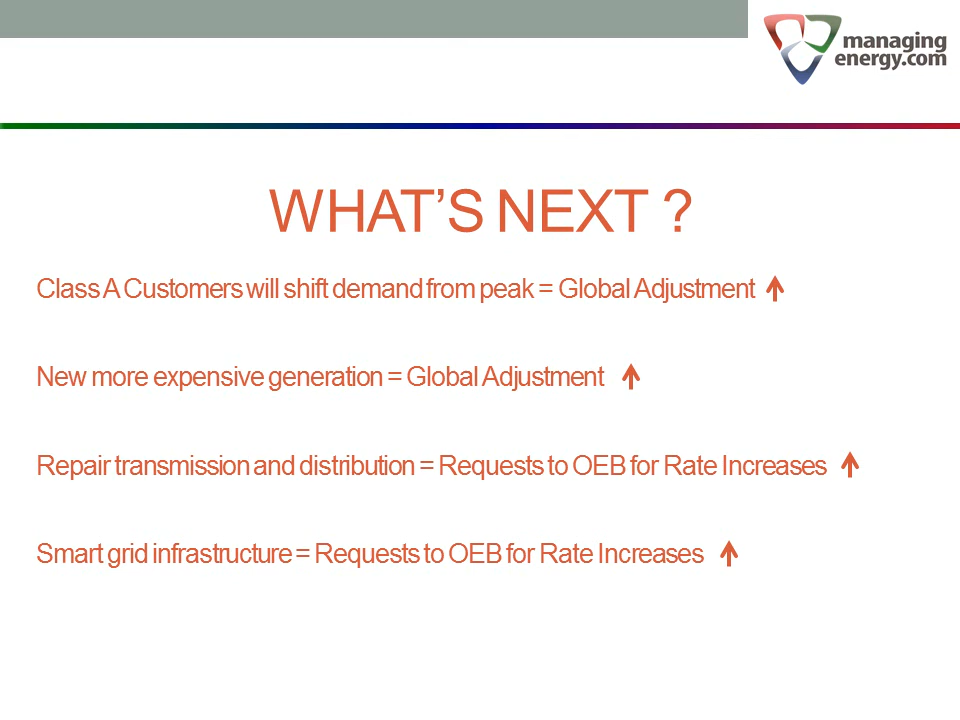 managing
energy.com
WHAT’S NEXT ?
Class A Customers will shift demand from peak = Global Adjustment ↑
New more expensive generation = Global Adjustment ↑
Repair transmission and distribution = Requests to OEB for Rate Increases ↑
Smart grid infrastructure = Requests to OEB for Rate Increases ↑